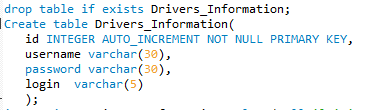 drop table if exists Drivers_Information;
Create table Drivers_Information(
id INTEGER AUTO_INCREMENT NOT NULL PRIMARY KEY,
username varchar(30),
password varchar(30),
login  varchar(5)
);